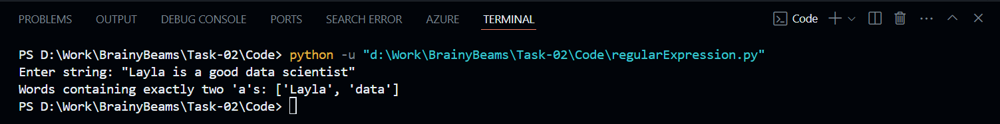 PROBLEMS OUTPUT DEBUG CONSOLE PORTS SEARCH ERROR AZURE TERMINAL Code
PS D:\Work\BrainyBeams\Task-02\Code> python -u "d:\Work\BrainyBeams\Task-02\Code\regularExpression.py"
Enter string: "Layla is a good data scientist"
Words containing exactly two 'a's: ['Layla', 'data']
PS D:\Work\BrainyBeams\Task-02\Code>